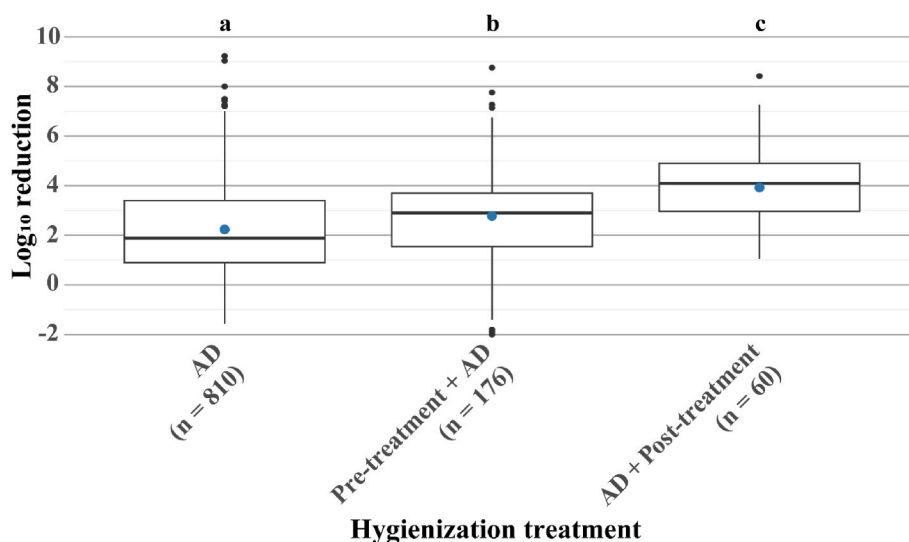 a b c
10
8
6
4
2
0
-2
Log₁₀ reduction
AD
(n = 810)
Pre-treatment + AD
(n = 176)
AD + Post-treatment
(n = 60)
Hygienization treatment